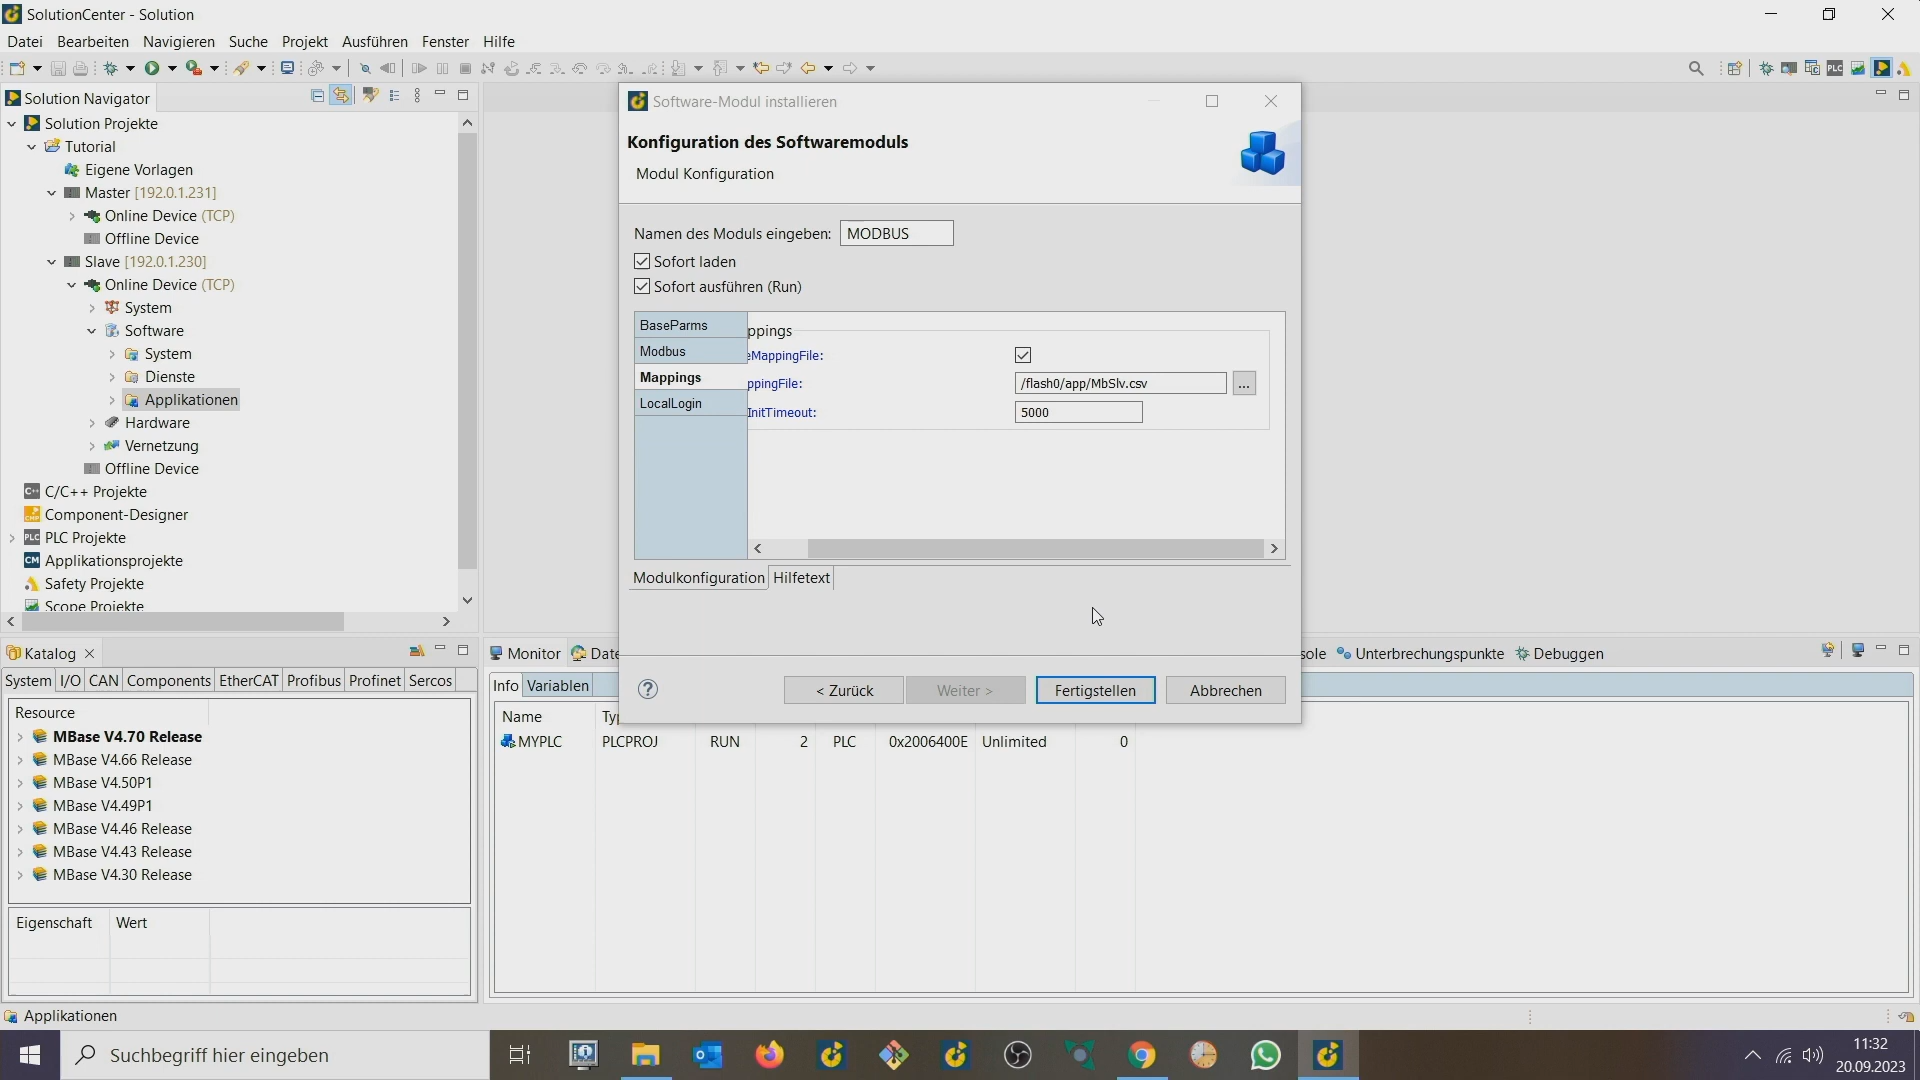 SolutionCenter - Solution
Datei Bearbeiten Navigieren Suche Projekt Ausführen Fenster Hilfe
Solution Navigator
Solution Projekte
Tutorial
Eigene Vorlagen
Master [192.0.1.231]
Online Device (TCP)
Offline Device
Slave [192.0.1.230]
Online Device (TCP)
System
Software
System
Dienste
Applikationen
Hardware
Vernetzung
Offline Device
C/C++ Projekte
Component-Designer
PLC Projekte
Applikationsprojekte
Safety Projekte
Scope Projekte
Software-Modul installieren
Konfiguration des Softwaremoduls
Modul Konfiguration
Namen des Moduls eingeben: MODBUS
Sofort laden
Sofort ausführen (Run)
BaseParms
Modbus
Mappings
LocalLogin
ppings
eMappingFile:
ppingFile: /flash0/app/MbSlv.csv ...
InitTimeout: 5000
Modulkonfiguration Hilfetext
< Zurück Weiter > Fertigstellen Abbrechen
Katalog
System I/O CAN Components EtherCAT Profibus Profinet Sercos
Resource
MBase V4.70 Release
MBase V4.66 Release
MBase V4.50P1
MBase V4.49P1
MBase V4.46 Release
MBase V4.43 Release
MBase V4.30 Release
Eigenschaft Wert
Monitor Date sole Unterbrechungspunkte Debuggen
Info Variablen
Name Typ
MYPLC PLCPROJ RUN 2 PLC 0x2006400E Unlimited 0
Applikationen
Suchbegriff hier eingeben
11:32
20.09.2023